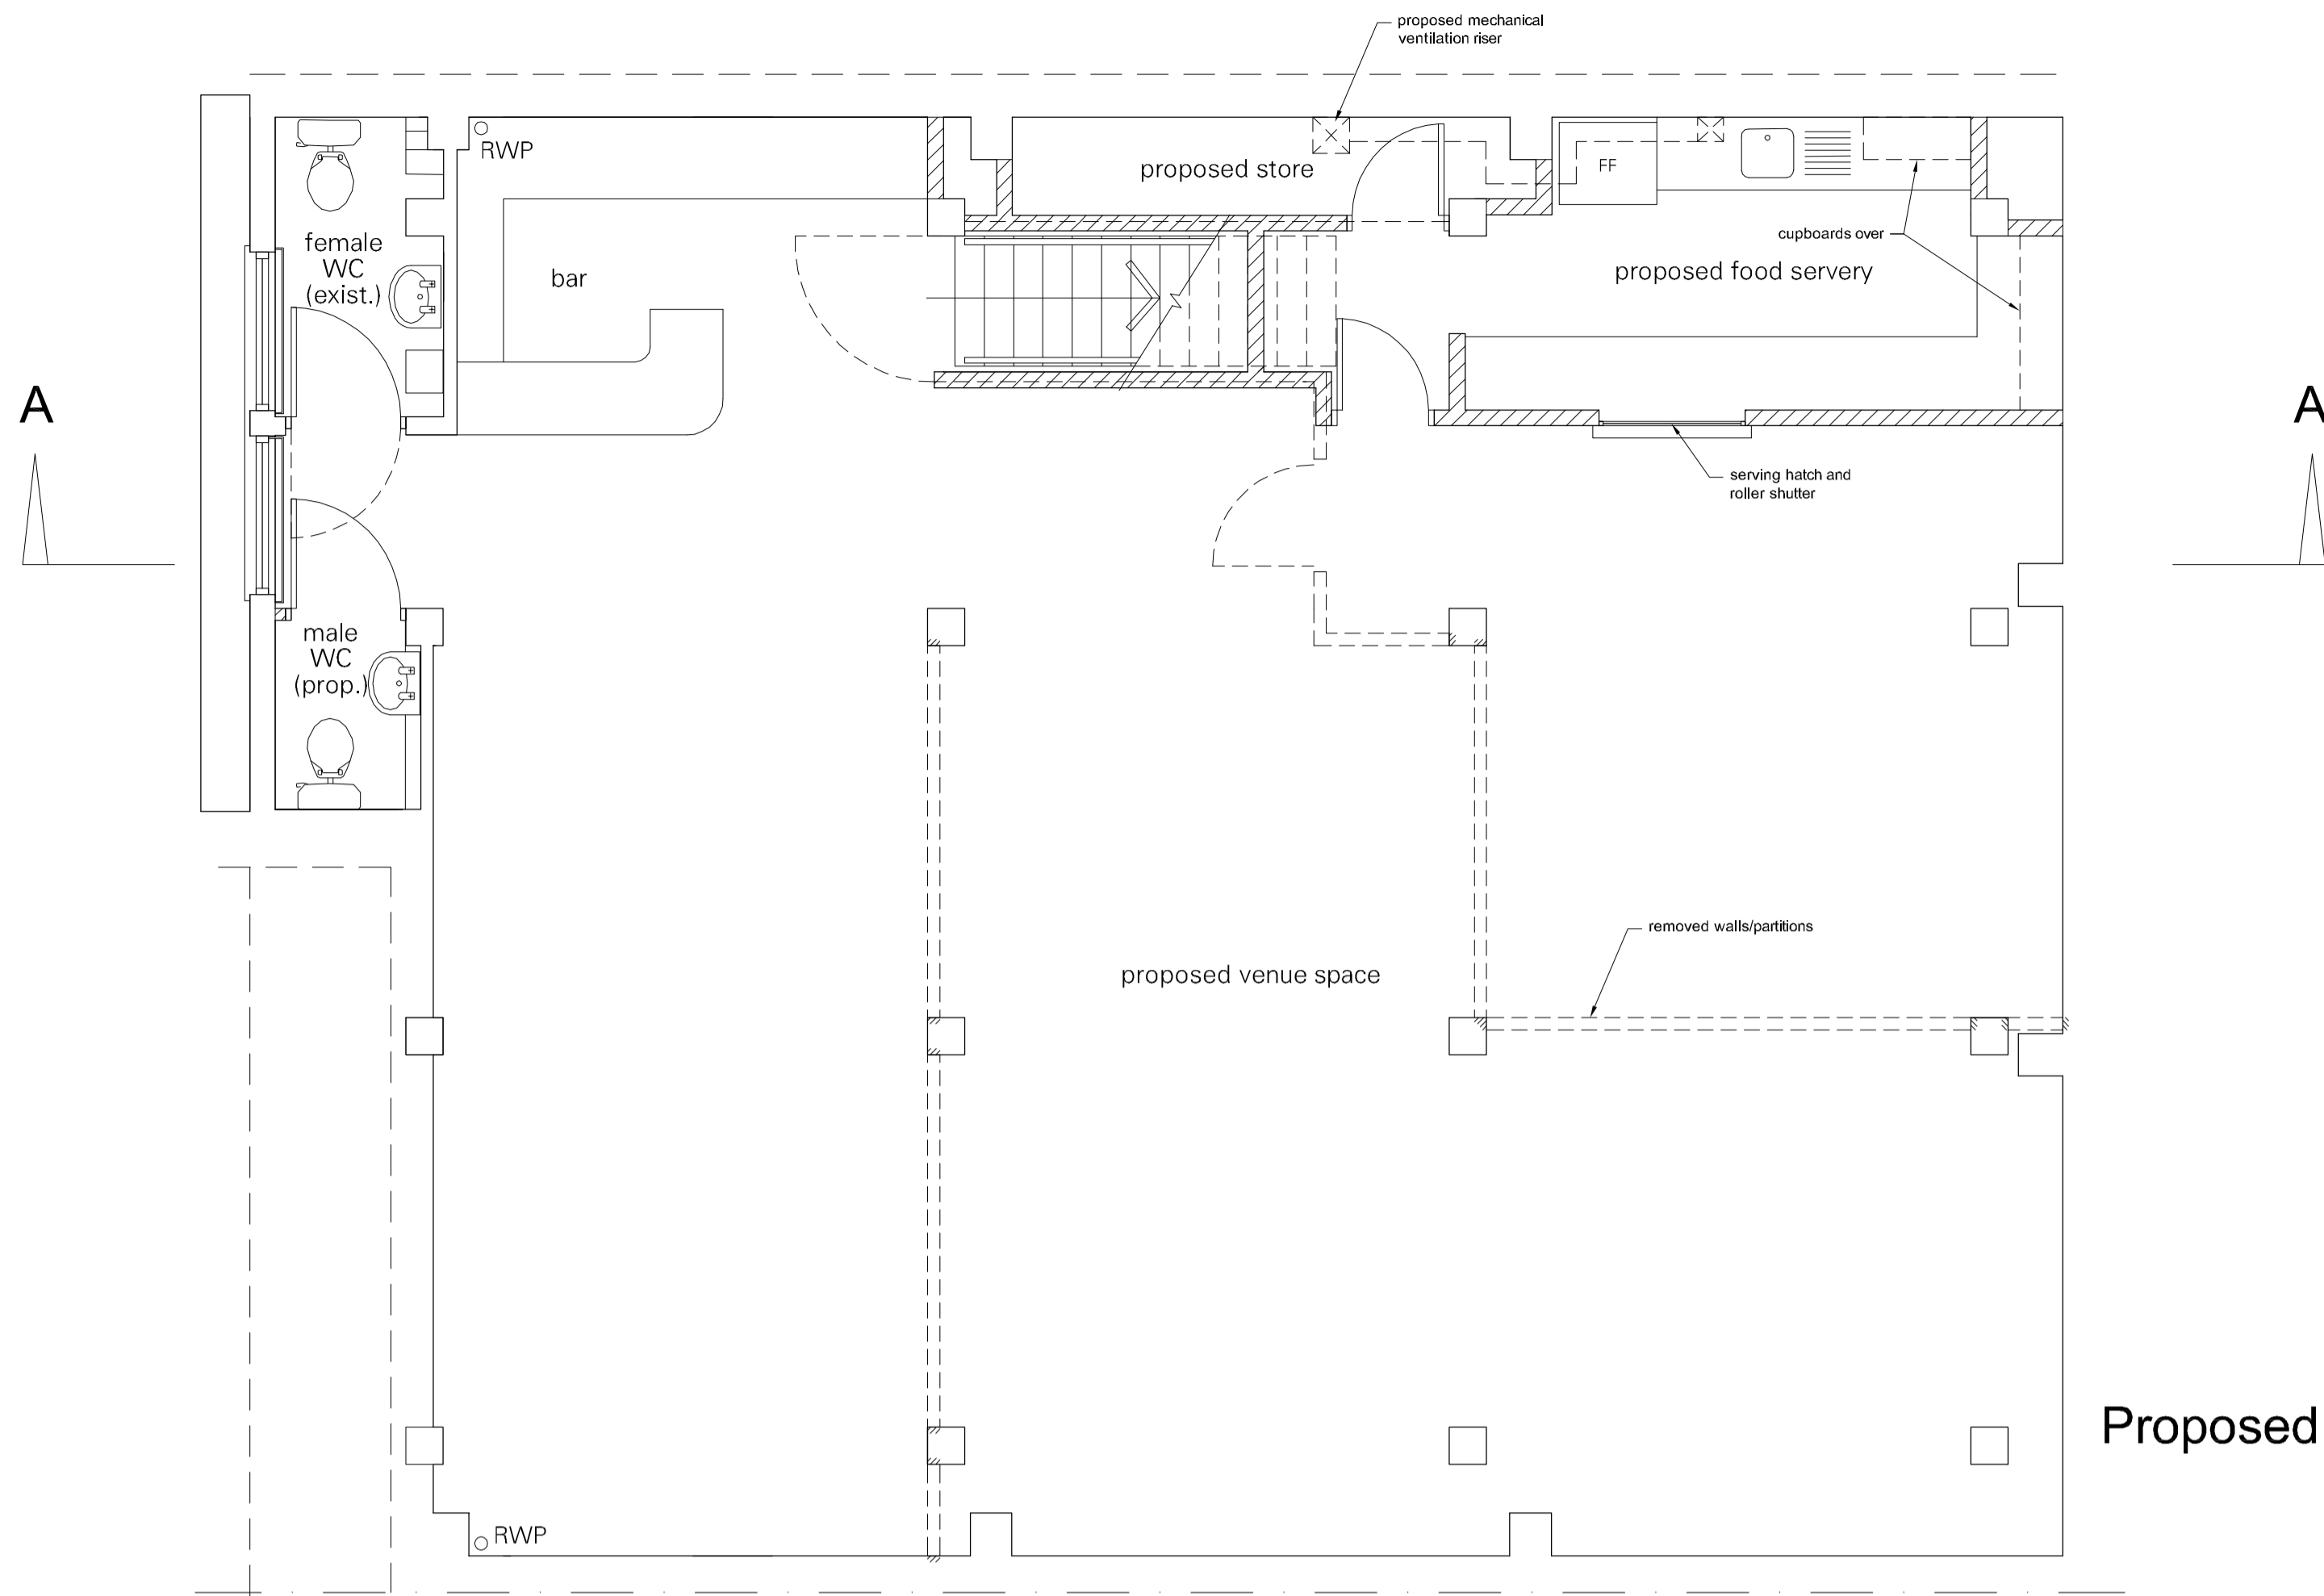 proposed mechanical
ventilation riser
RWP
proposed store
FF
cupboards over
female
WC
(exist.)
bar
proposed food servery
A
A
serving hatch and
roller shutter
male
WC
(prop.)
removed walls/partitions
proposed venue space
Proposed
RWP